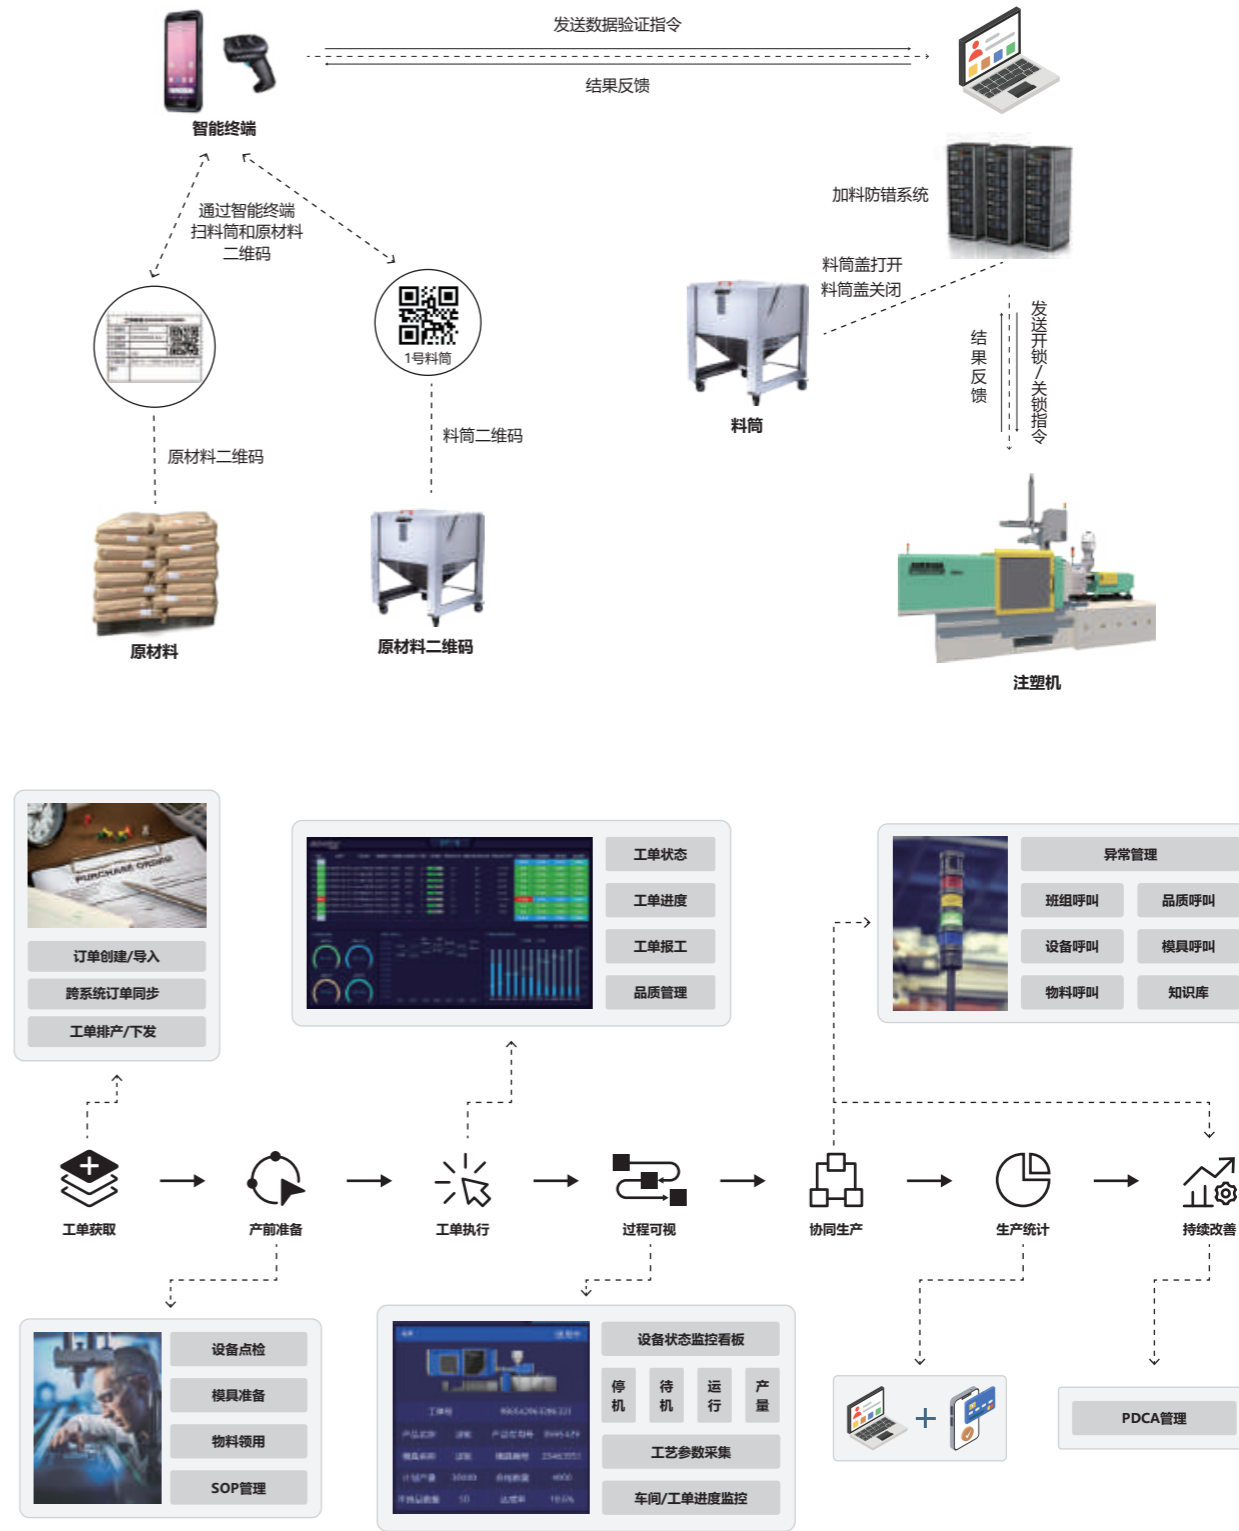 发送数据验证指令
结果反馈
智能终端
加料防错系统
通过智能终端
扫料筒和原材料
二维码
料筒盖打开
料筒盖关闭
1号料筒
结果反馈
发送开锁/关锁指令
料筒
原材料二维码
料筒二维码
原材料
原材料二维码
注塑机
PURCHASE ORDER
订单创建/导入
跨系统订单同步
工单排产/下发
工单状态
工单进度
工单报工
品质管理
异常管理
班组呼叫
品质呼叫
设备呼叫
模具呼叫
物料呼叫
知识库
工单获取
产前准备
工单执行
过程可视
协同生产
生产统计
持续改善
设备点检
模具准备
物料领用
SOP管理
设备状态监控看板
停机
待机
运行
产量
工艺参数采集
车间/工单进度监控
PDCA管理